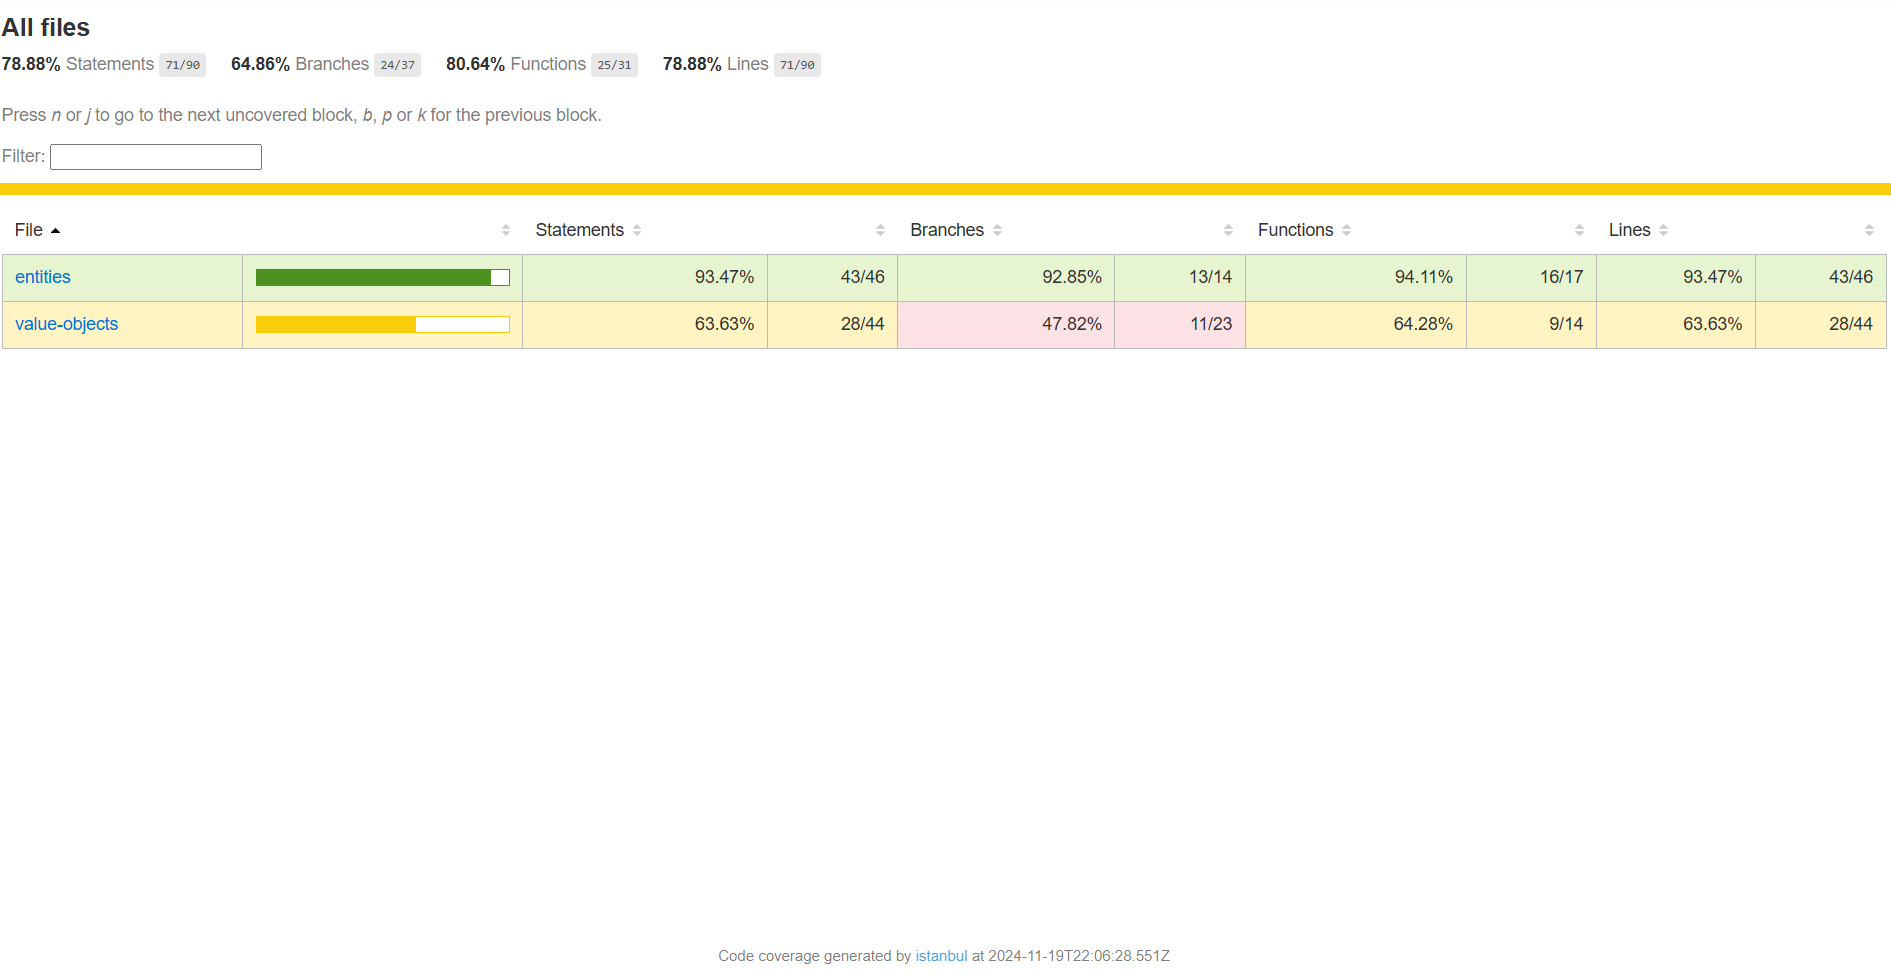 All files
78.88% Statements 71/90 64.86% Branches 24/37 80.64% Functions 25/31 78.88% Lines 71/90
Press n or j to go to the next uncovered block, b, p or k for the previous block.
Filter:
File Statements Branches Functions Lines
entities 93.47% 43/46 92.85% 13/14 94.11% 16/17 93.47% 43/46
value-objects 63.63% 28/44 47.82% 11/23 64.28% 9/14 63.63% 28/44
Code coverage generated by istanbul at 2024-11-19T22:06:28.551Z